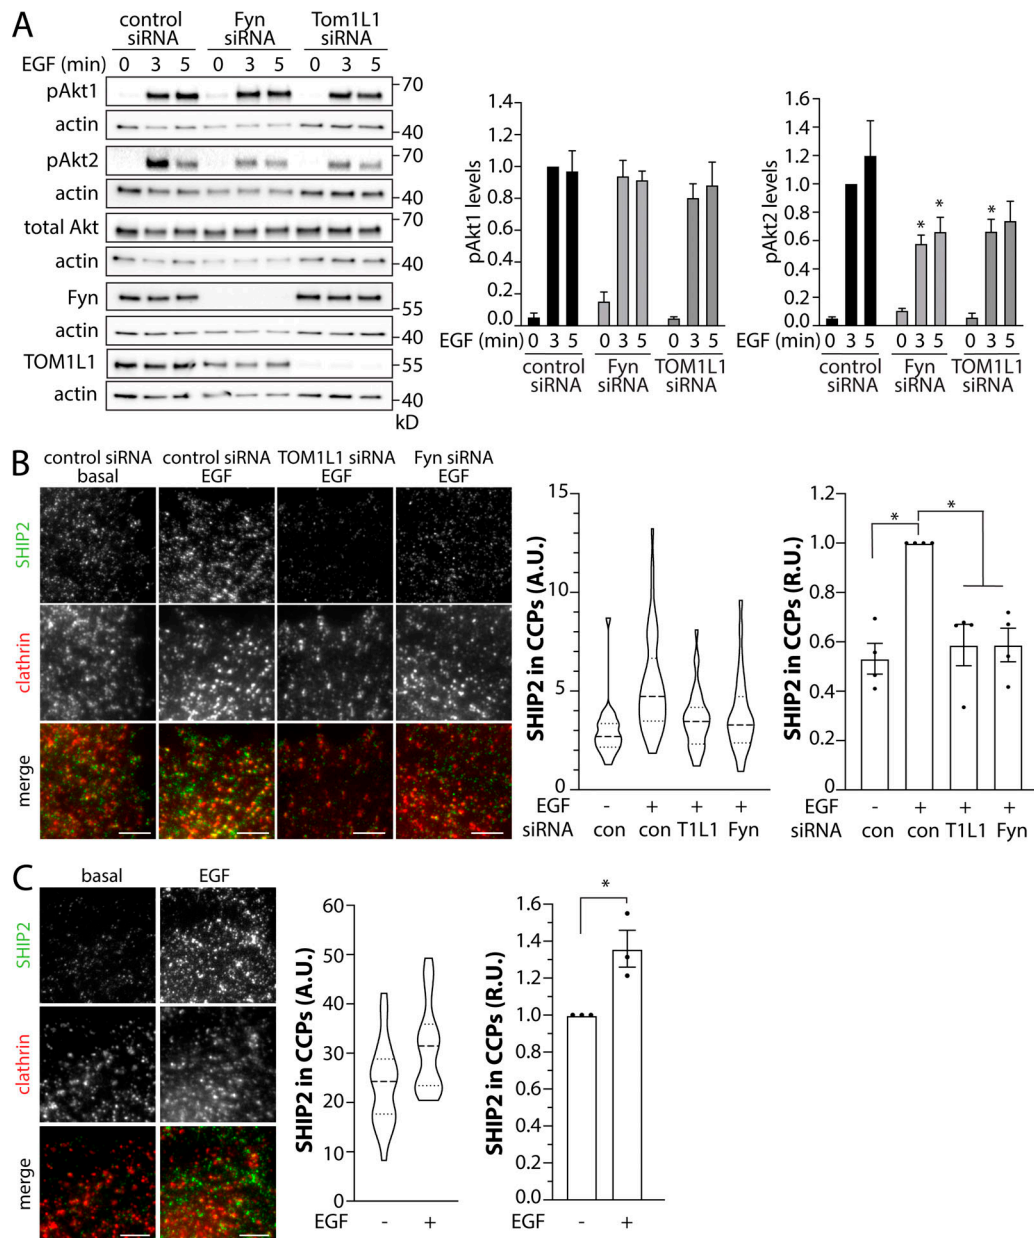 A
control siRNA
Fyn siRNA
Tom1L1 siRNA
EGF (min) 0 3 5 0 3 5 0 3 5
pAkt1
70
actin
40
pAkt2
70
actin
40
total Akt
70
actin
40
Fyn
55
actin
40
TOM1L1
55
actin
40
kD
pAkt1 levels
1.4
1.2
1.0
0.8
0.6
0.4
0.2
0.0
EGF (min) 0 3 5 0 3 5 0 3 5
control siRNA
Fyn siRNA
TOM1L1 siRNA
pAkt2 levels
1.6
1.4
1.2
1.0
0.8
0.6
0.4
0.2
0.0
* * *
EGF (min) 0 3 5 0 3 5 0 3 5
control siRNA
Fyn siRNA
TOM1L1 siRNA
B
control siRNA basal
control siRNA EGF
TOM1L1 siRNA EGF
Fyn siRNA EGF
SHIP2
clathrin
merge
SHIP2 in CCPs (A.U.)
15
10
5
0
EGF - + + +
siRNA con con T1L1 Fyn
SHIP2 in CCPs (R.U.)
1.2
1.0
0.8
0.6
0.4
0.2
0
* *
EGF - + + +
siRNA con con T1L1 Fyn
C
basal
EGF
SHIP2
clathrin
merge
SHIP2 in CCPs (A.U.)
60
50
40
30
20
10
0
EGF - +
SHIP2 in CCPs (R.U.)
1.6
1.4
1.2
1.0
0.8
0.6
0.4
0.2
0.0
*
EGF - +